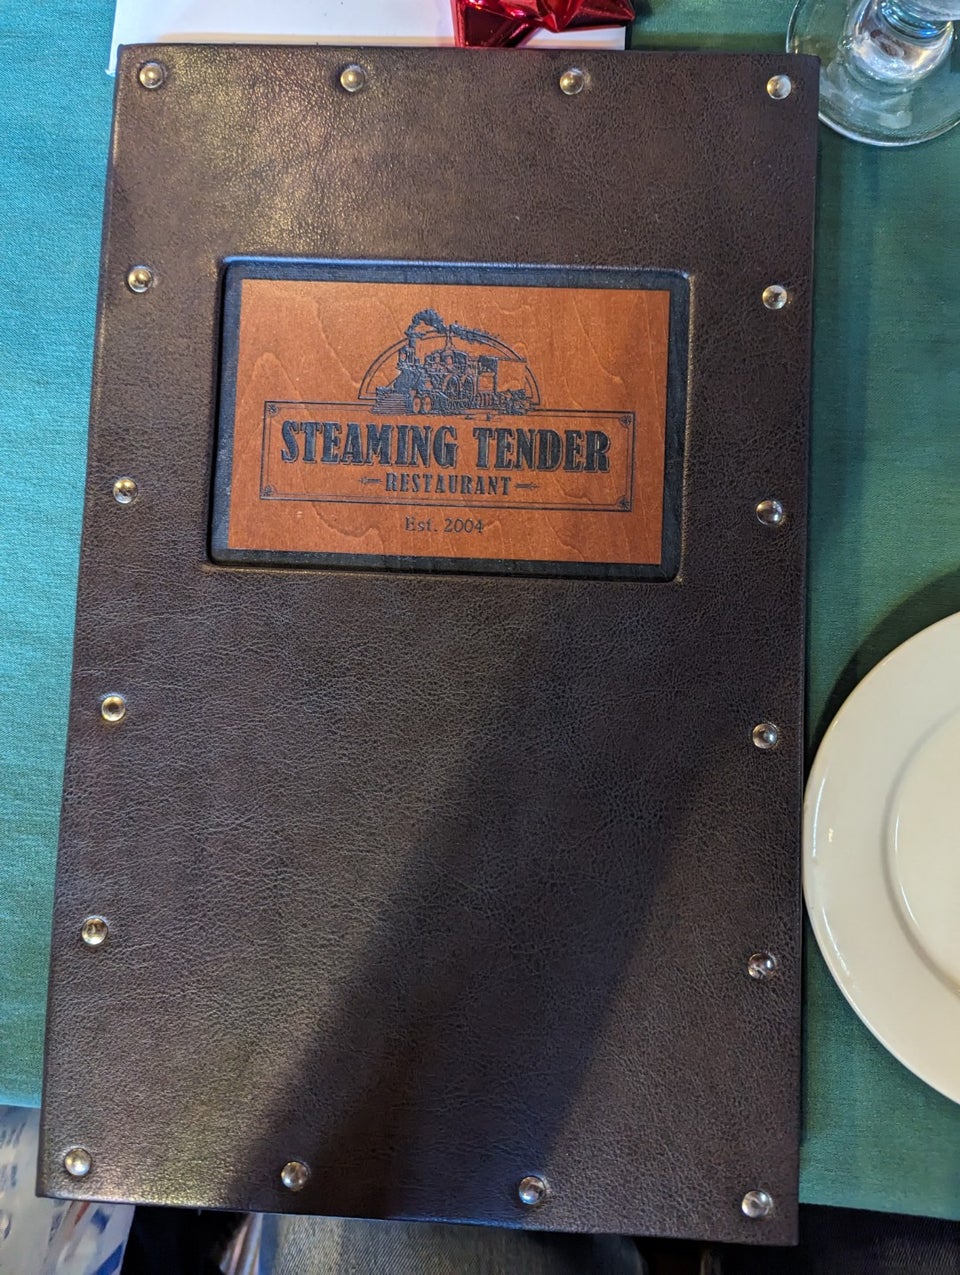 STEAMING TENDER
RESTAURANT
Est. 2004